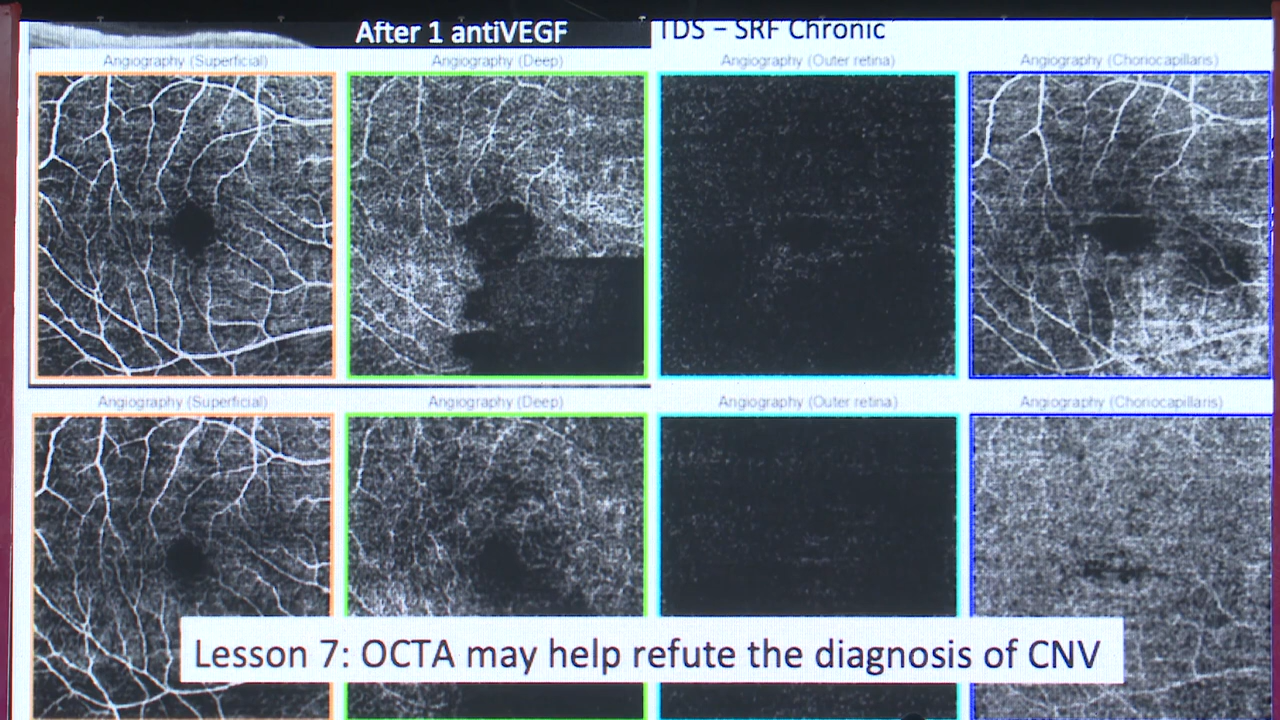 After 1 antiVEGF
TDS – SRF Chronic
Angiography (Superficial)
Angiography (Deep)
Angiography (Outer retina)
Angiography (Choriocapillaris)
Angiography (Superficial)
Angiography (Deep)
Angiography (Outer retina)
Angiography (Choriocapillaris)
Lesson 7: OCTA may help refute the diagnosis of CNV